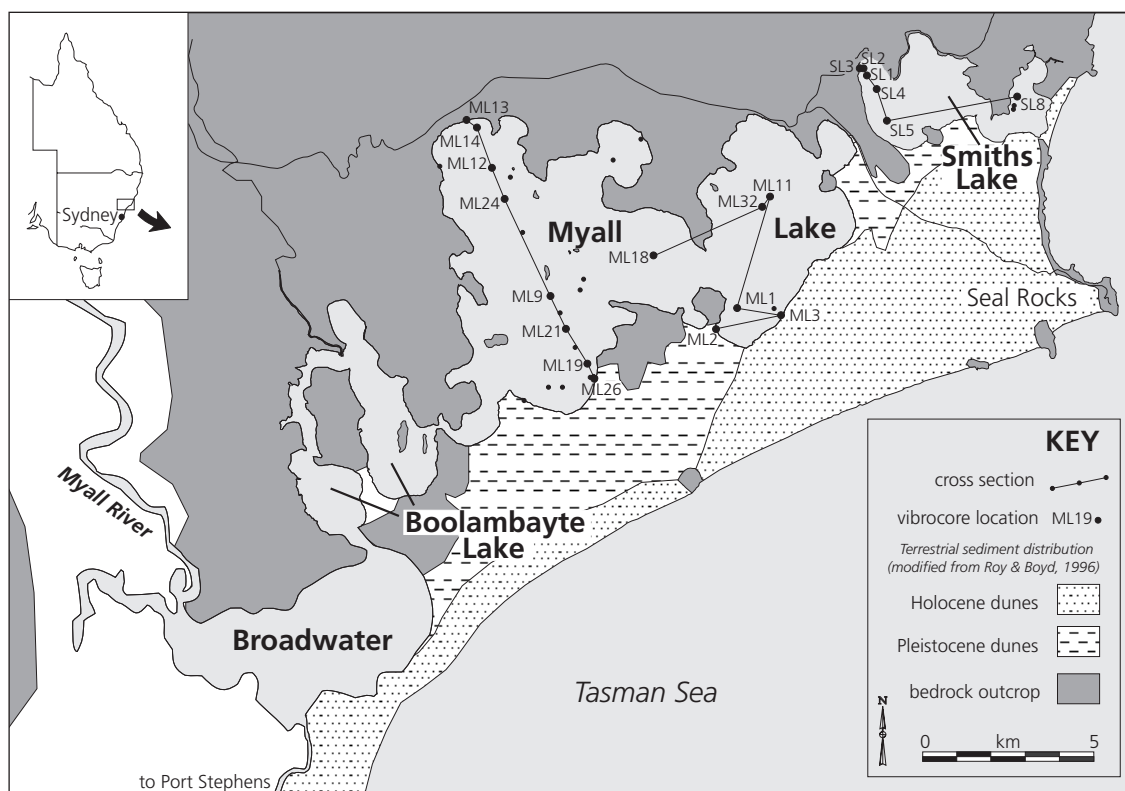 Sydney
ML13
ML14
ML12
ML24
Myall
Lake
ML11
ML32
ML18
SL2
SL3
SL1
SL4
SL5
SL8
Smiths
Lake
ML9
ML21
ML19
ML26
ML1
ML3
ML2
Seal Rocks
Myall River
Boolambayte
Lake
Broadwater
Tasman Sea
to Port Stephens
KEY
cross section
vibrocore location ML19
Terrestrial sediment distribution
(modified from Roy & Boyd, 1996)
Holocene dunes
Pleistocene dunes
bedrock outcrop
N
0 km 5